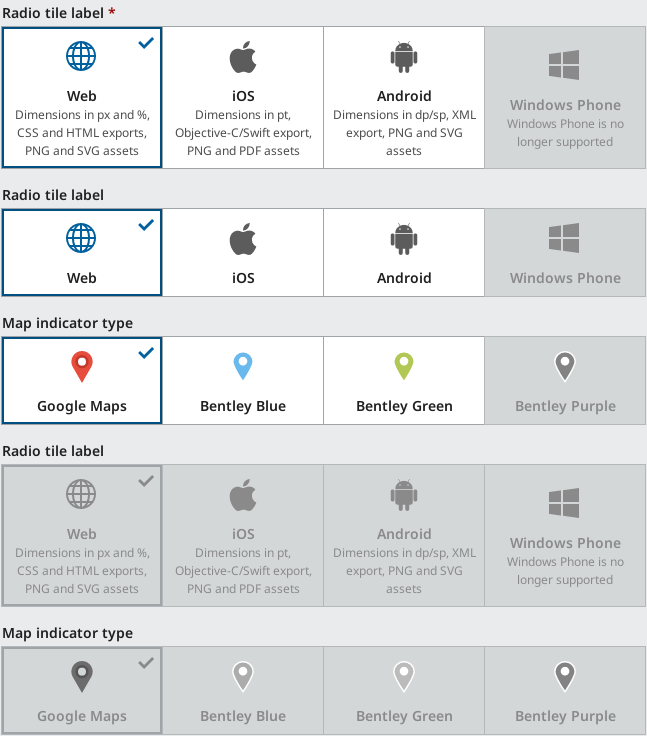 Radio tile label *
Web
Dimensions in px and %,
CSS and HTML exports,
PNG and SVG assets
iOS
Dimensions in pt,
Objective-C/Swift export,
PNG and PDF assets
Android
Dimensions in dp/sp, XML
export, PNG and SVG
assets
Windows Phone
Windows Phone is no
longer supported
Radio tile label
Web
iOS
Android
Windows Phone
Map indicator type
Google Maps
Bentley Blue
Bentley Green
Bentley Purple
Radio tile label
Web
Dimensions in px and %,
CSS and HTML exports,
PNG and SVG assets
iOS
Dimensions in pt,
Objective-C/Swift export,
PNG and PDF assets
Android
Dimensions in dp/sp, XML
export, PNG and SVG
assets
Windows Phone
Windows Phone is no
longer supported
Map indicator type
Google Maps
Bentley Blue
Bentley Green
Bentley Purple